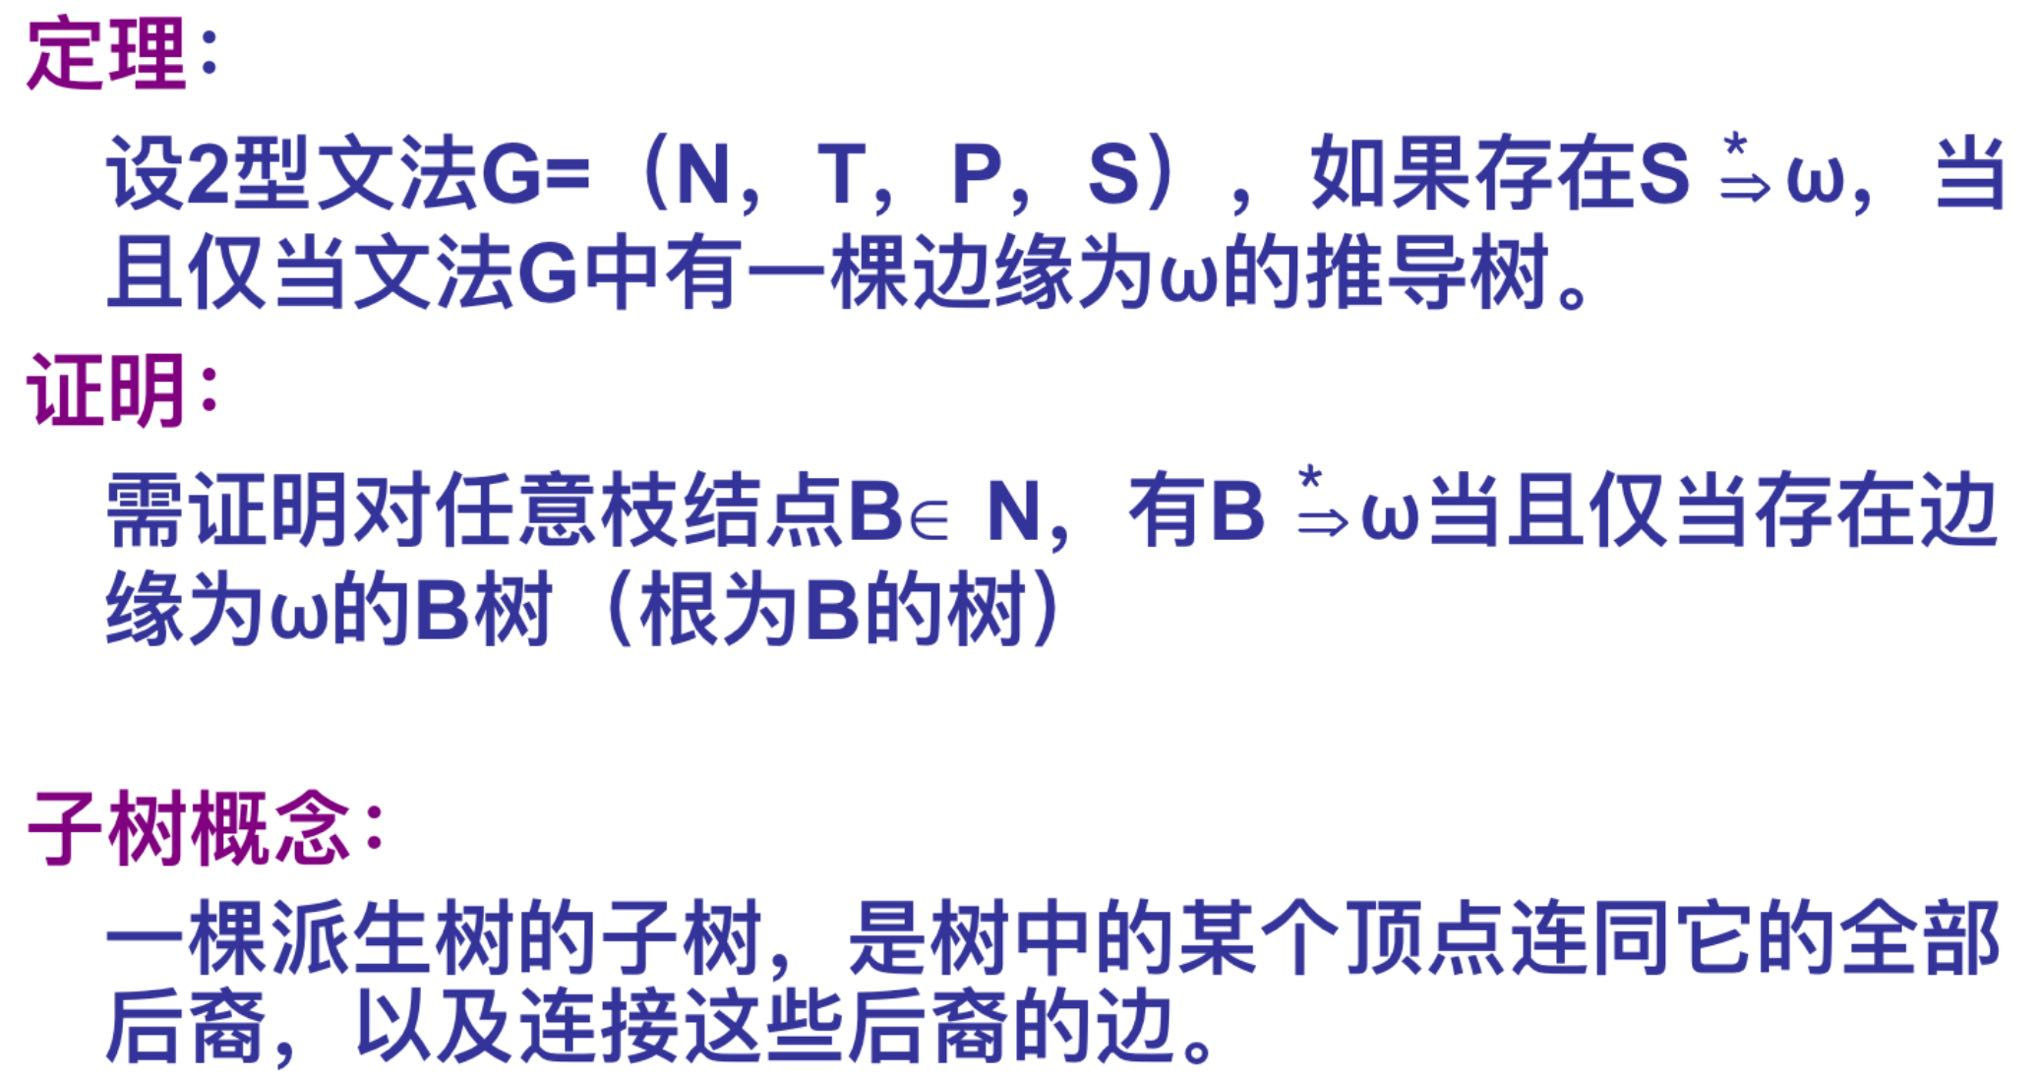 定理：
设2型文法G=（N，T，P，S），如果存在S *⇒ω，当
且仅当文法G中有一棵边缘为ω的推导树。
证明：
需证明对任意枝结点B∈ N，有B *⇒ω当且仅当存在边
缘为ω的B树（根为B的树）
子树概念：
一棵派生树的子树，是树中的某个顶点连同它的全部
后裔，以及连接这些后裔的边。